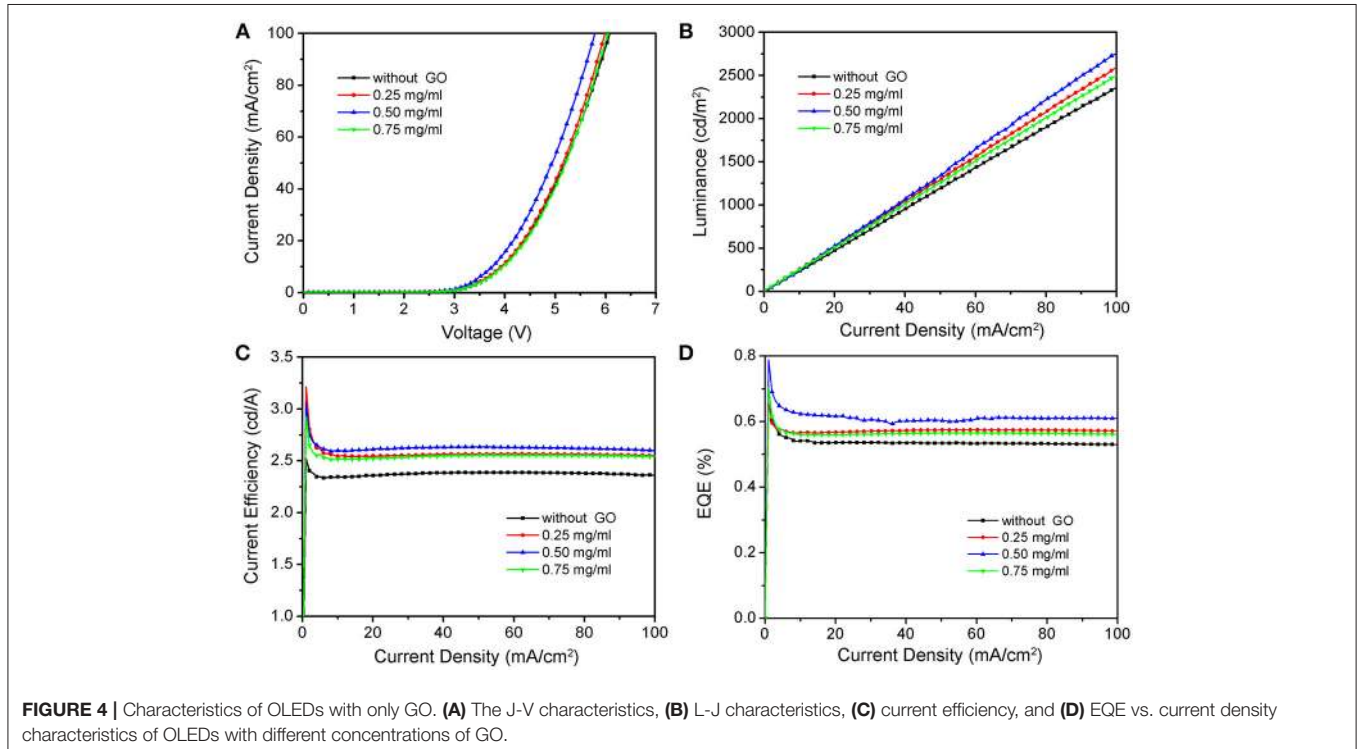 A
100
80
60
40
20
0
Current Density (mA/cm²)
without GO
0.25 mg/ml
0.50 mg/ml
0.75 mg/ml
0 1 2 3 4 5 6 7
Voltage (V)
B
3000
2500
2000
1500
1000
500
0
Luminance (cd/m²)
without GO
0.25 mg/ml
0.50 mg/ml
0.75 mg/ml
0 20 40 60 80 100
Current Density (mA/cm²)
C
3.5
3.0
2.5
2.0
1.5
1.0
Current Efficiency (cd/A)
without GO
0.25 mg/ml
0.50 mg/ml
0.75 mg/ml
0 20 40 60 80 100
Current Density (mA/cm²)
D
0.8
0.6
0.4
0.2
0.0
EQE (%)
without GO
0.25 mg/ml
0.50 mg/ml
0.75 mg/ml
0 20 40 60 80 100
Current Density (mA/cm²)
FIGURE 4 | Characteristics of OLEDs with only GO. (A) The J-V characteristics, (B) L-J characteristics, (C) current efficiency, and (D) EQE vs. current density
characteristics of OLEDs with different concentrations of GO.